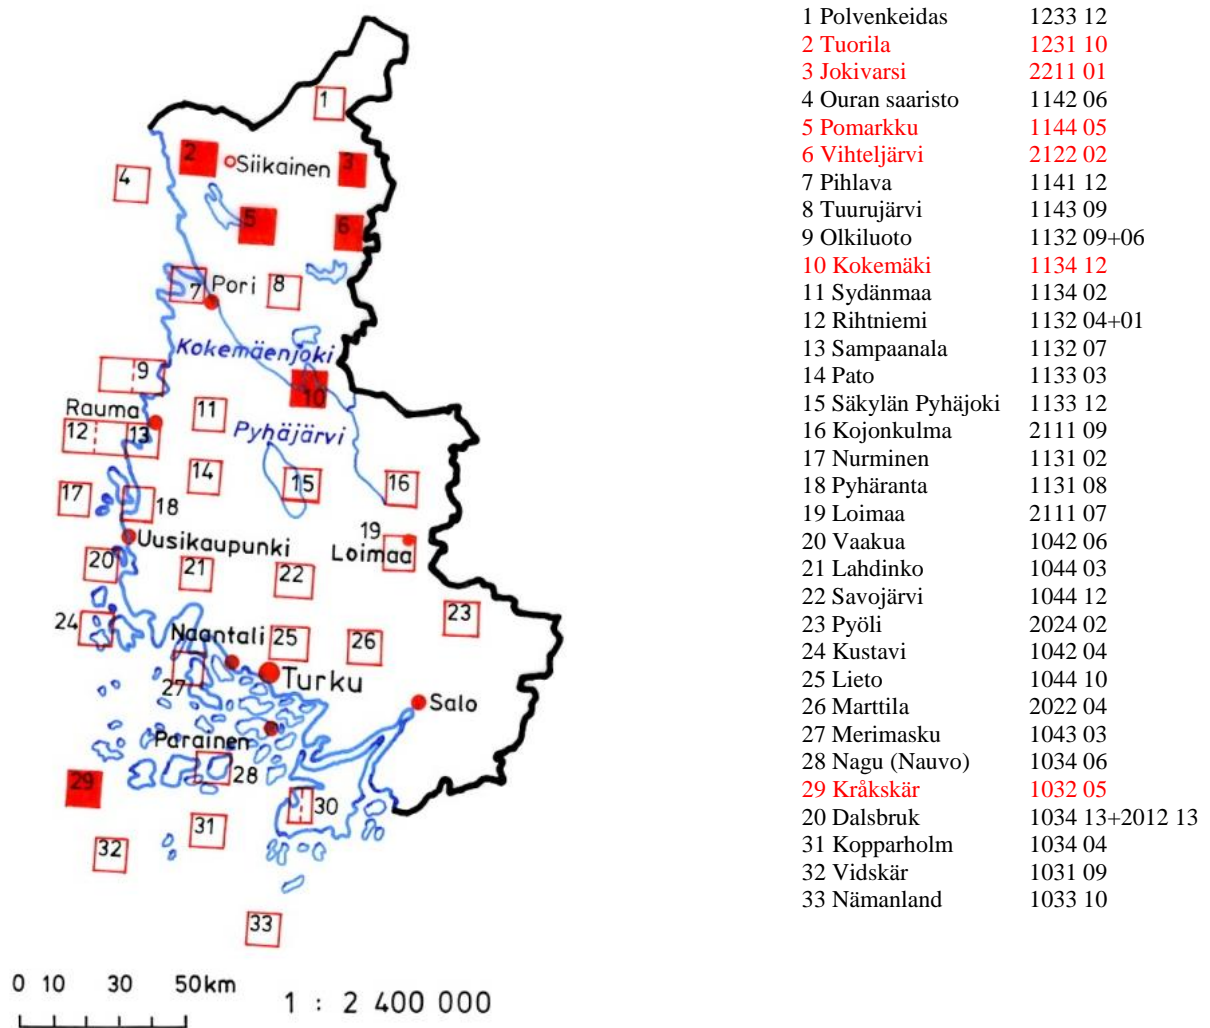 1 Polvenkeidas 1233 12
2 Tuorila 1231 10
3 Jokivarsi 2211 01
4 Ouran saaristo 1142 06
5 Pomarkku 1144 05
6 Vihteljärvi 2122 02
7 Pihlava 1141 12
8 Tuurujärvi 1143 09
9 Olkiluoto 1132 09+06
10 Kokemäki 1134 12
11 Sydänmaa 1134 02
12 Rihtniemi 1132 04+01
13 Sampaanala 1132 07
14 Pato 1133 03
15 Säkylän Pyhäjoki 1133 12
16 Kojonkulma 2111 09
17 Nurminen 1131 02
18 Pyhäranta 1131 08
19 Loimaa 2111 07
20 Vaakua 1042 06
21 Lahdinko 1044 03
22 Savojärvi 1044 12
23 Pyöli 2024 02
24 Kustavi 1042 04
25 Lieto 1044 10
26 Marttila 2022 04
27 Merimasku 1043 03
28 Nagu (Nauvo) 1034 06
29 Kråkskär 1032 05
20 Dalsbruk 1034 13+2012 13
31 Kopparholm 1034 04
32 Vidskär 1031 09
33 Nämanland 1033 10
1
2
Siikainen
3
4
5
6
7
Pori
8
Kokemäenjoki
9
10
Rauma
11
12
13
Pyhäjärvi
14
15
16
17
18
19
Uusikaupunki
Loimaa
20
21
22
23
24
Naantali
25
26
27
Turku
Salo
Parainen
28
29
30
31
32
33
0 10 30 50km
1 : 2 400 000